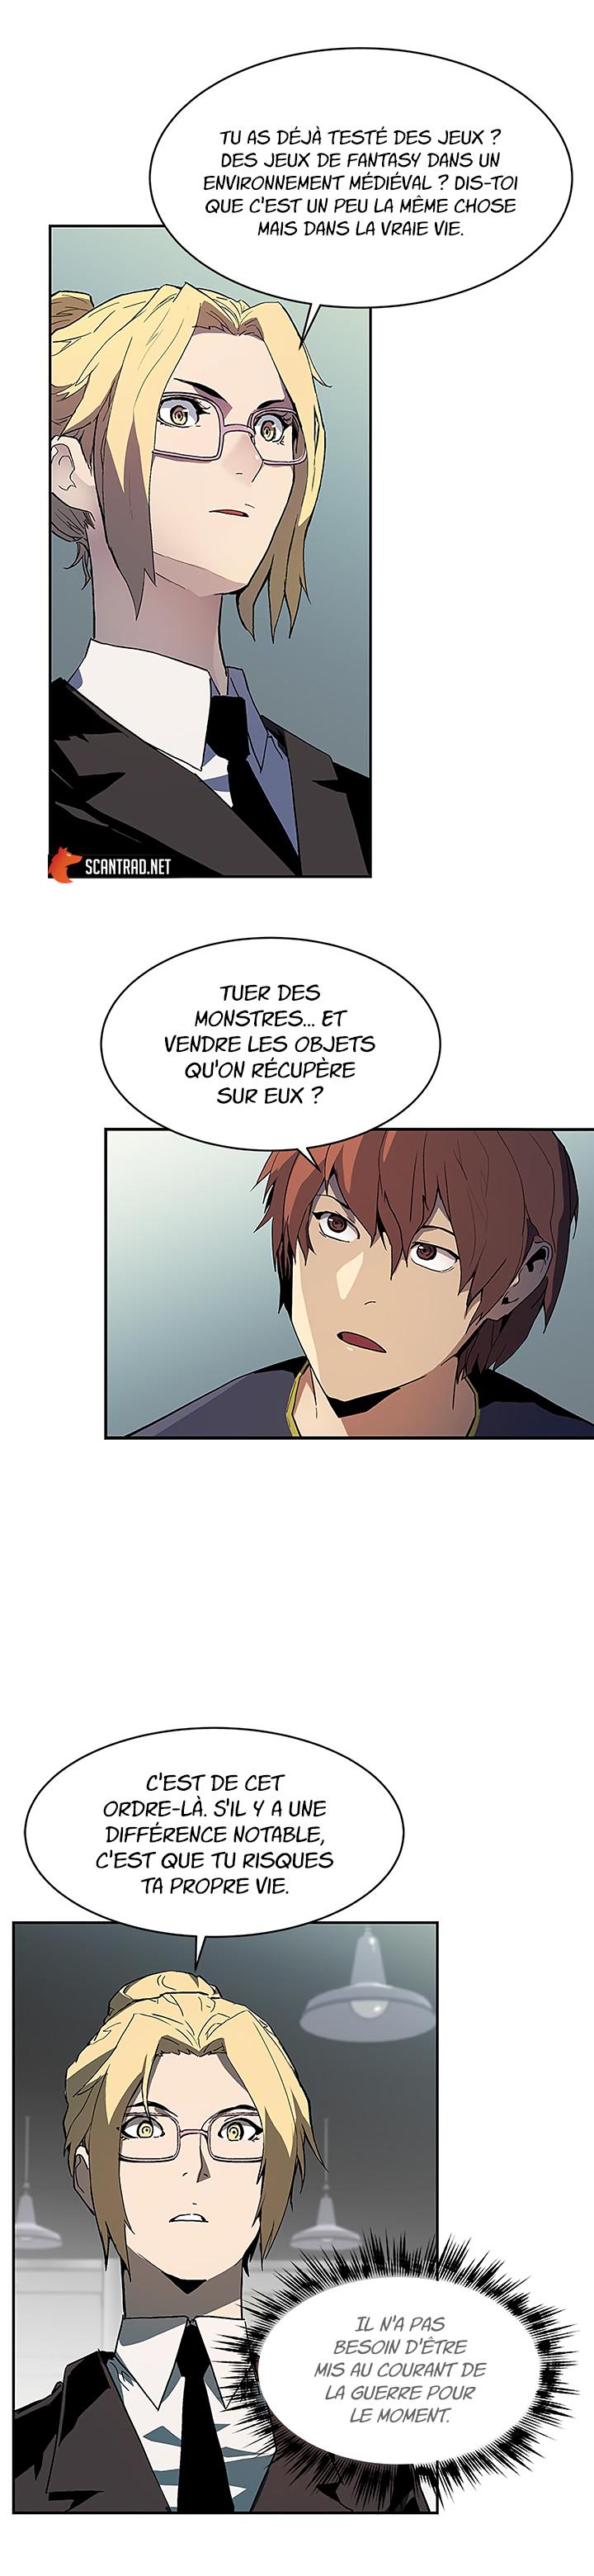 TU AS DÉJÀ TESTÉ DES JEUX ?
DES JEUX DE FANTASY DANS UN
ENVIRONNEMENT MÉDIÉVAL ? DIS-TOI
QUE C'EST UN PEU LA MÊME CHOSE
MAIS DANS LA VRAIE VIE.
SCANTRAD.NET
TUER DES
MONSTRES... ET
VENDRE LES OBJETS
QU'ON RÉCUPÈRE
SUR EUX ?
C'EST DE CET
ORDRE-LÀ. S'IL Y A UNE
DIFFÉRENCE NOTABLE,
C'EST QUE TU RISQUES
TA PROPRE VIE.
IL N'A PAS
BESOIN D'ÊTRE
MIS AU COURANT DE
LA GUERRE POUR
LE MOMENT.